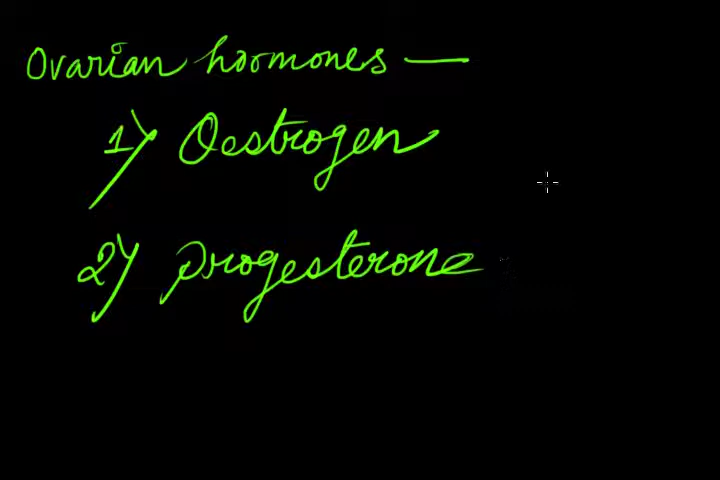 Ovarian hormones —
1) Oestrogen
2) Progesterone